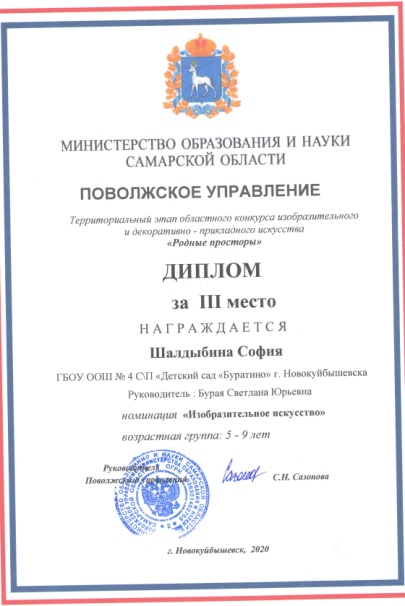 МИНИСТЕРСТВО ОБРАЗОВАНИЯ И НАУКИ
САМАРСКОЙ ОБЛАСТИ
ПОВОЛЖСКОЕ УПРАВЛЕНИЕ
Территориальный этап областного конкурса изобразительного
и декоративно - прикладного искусства
«Родные просторы»
ДИПЛОМ
за III место
НАГРАЖДАЕТСЯ
Шалдыбина София
ГБОУ ООШ № 4 С\П «Детский сад «Буратино» г. Новокуйбышевска
Руководитель : Бурая Светлана Юрьевна
номинация «Изобразительное искусство»
возрастная группа: 5 - 9 лет
Руководитель
Поволжского управления
С.Н. Сазонова
г. Новокуйбышевск, 2020